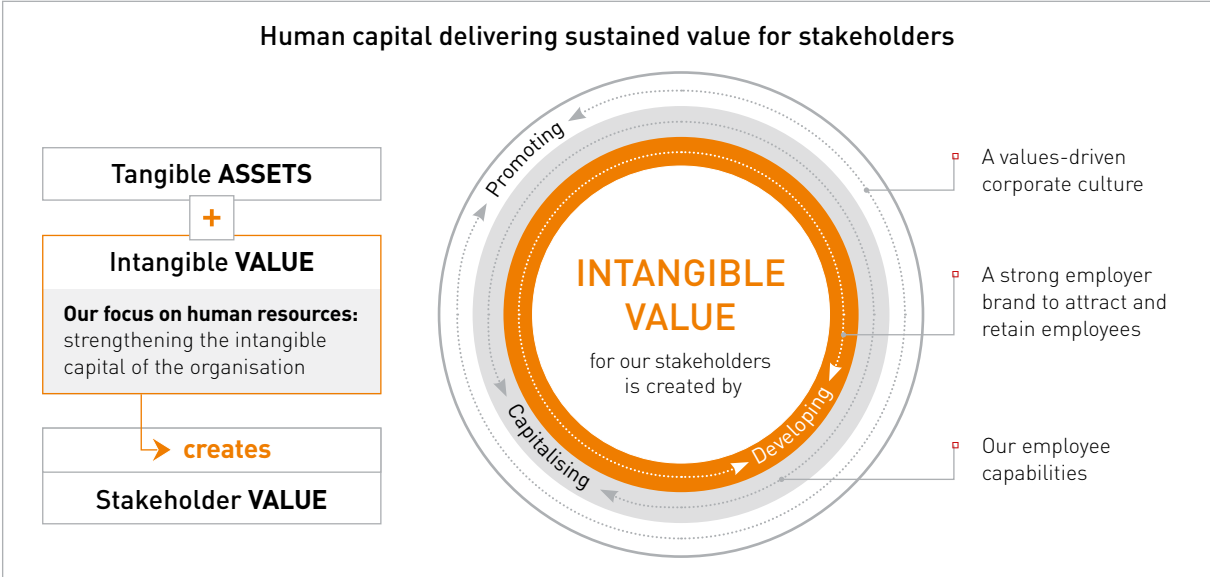 Human capital delivering sustained value for stakeholders
Tangible ASSETS
+
Intangible VALUE
Our focus on human resources:
strengthening the intangible
capital of the organisation
creates
Stakeholder VALUE
Promoting
Capitalising
Developing
INTANGIBLE
VALUE
for our stakeholders
is created by
A values-driven
corporate culture
A strong employer
brand to attract and
retain employees
Our employee
capabilities